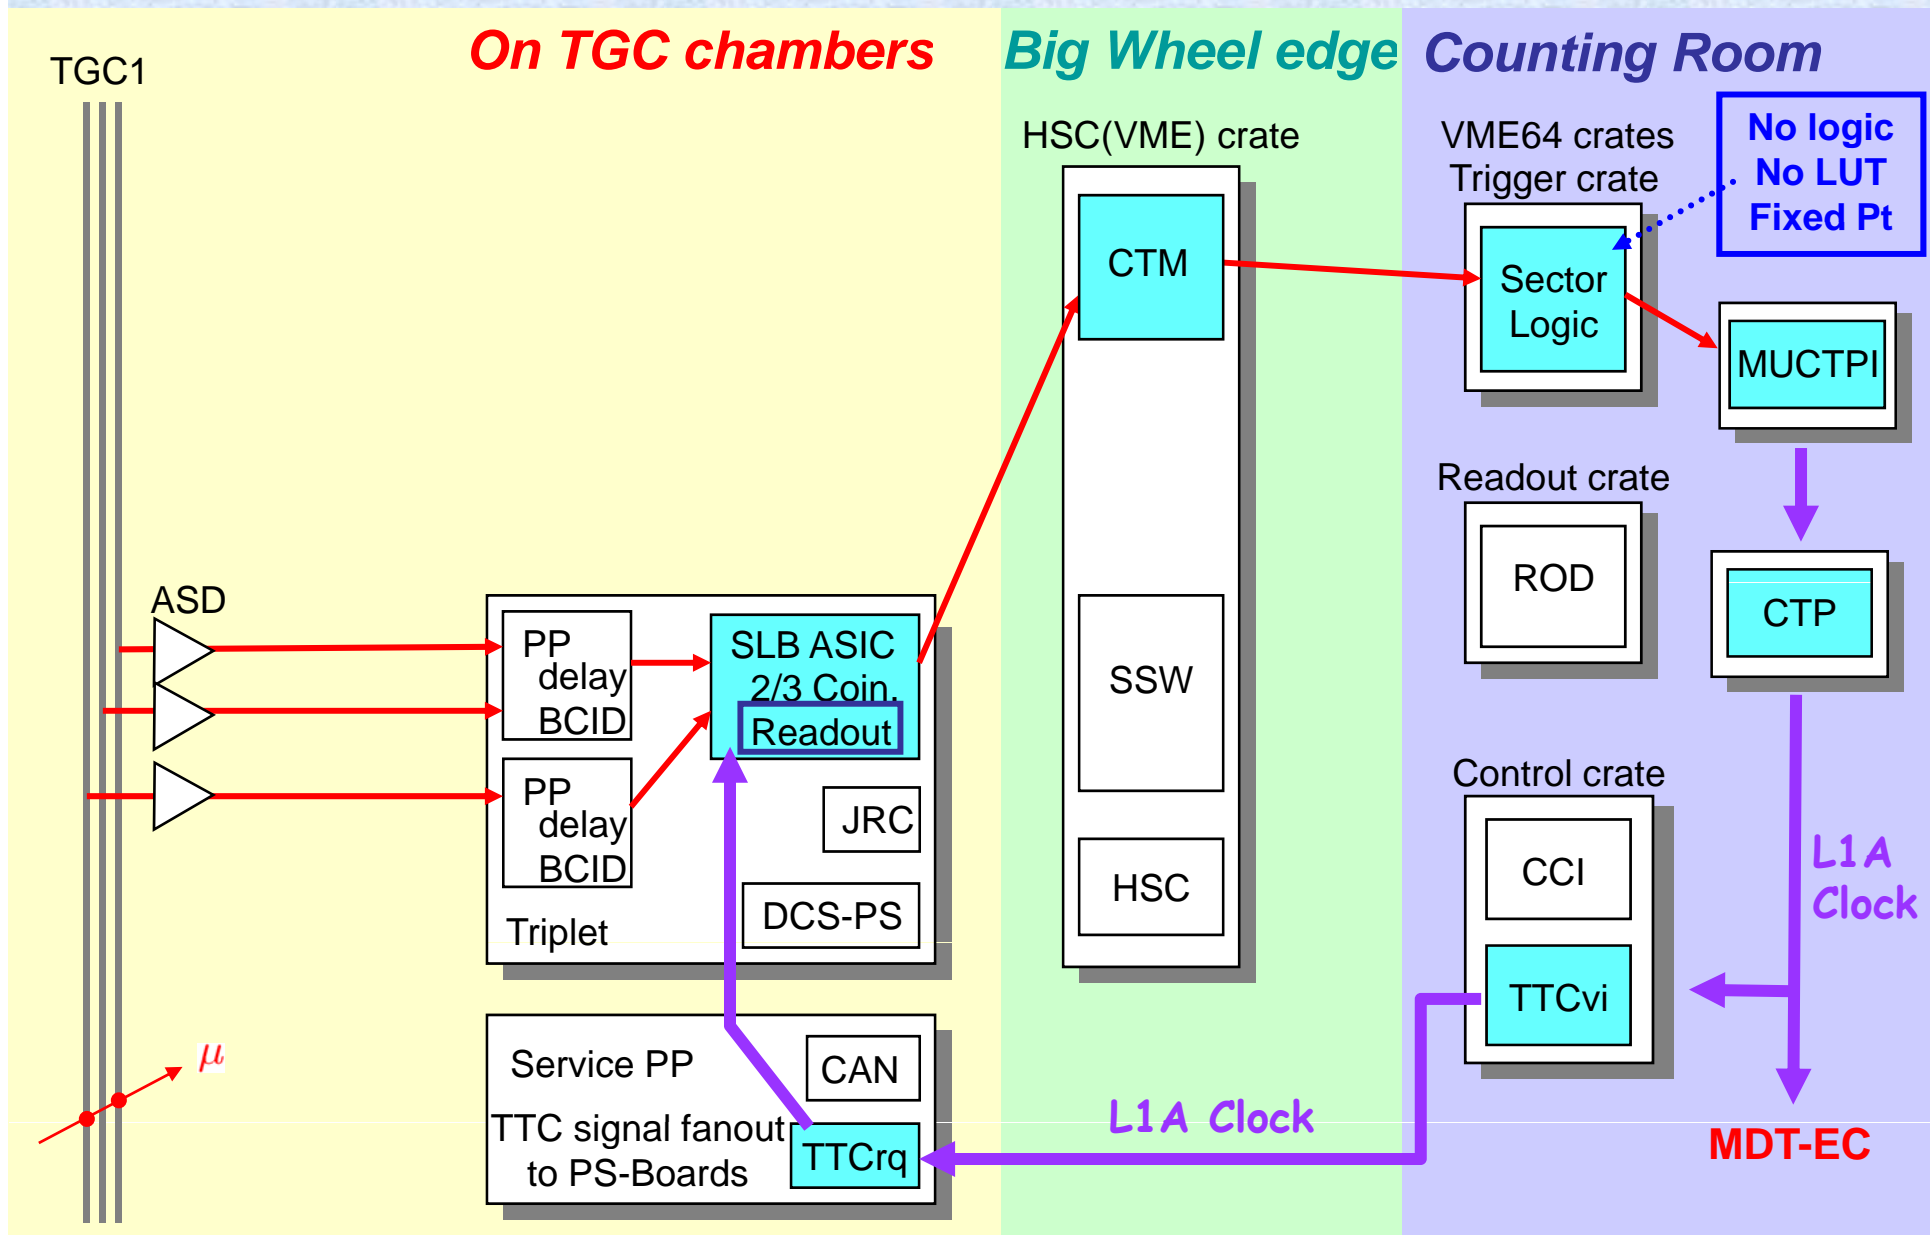 On TGC chambers
Big Wheel edge
Counting Room
TGC1
HSC(VME) crate
VME64 crates
Trigger crate
No logic
No LUT
Fixed Pt
CTM
Sector
Logic
MUCTPI
Readout crate
ROD
CTP
ASD
PP
delay
BCID
SLB ASIC
2/3 Coin.
Readout
PP
delay
BCID
JRC
DCS-PS
Triplet
SSW
HSC
Control crate
CCI
TTCvi
L1A
Clock
μ
Service PP
CAN
TTC signal fanout
to PS-Boards
TTCrq
L1A Clock
MDT-EC